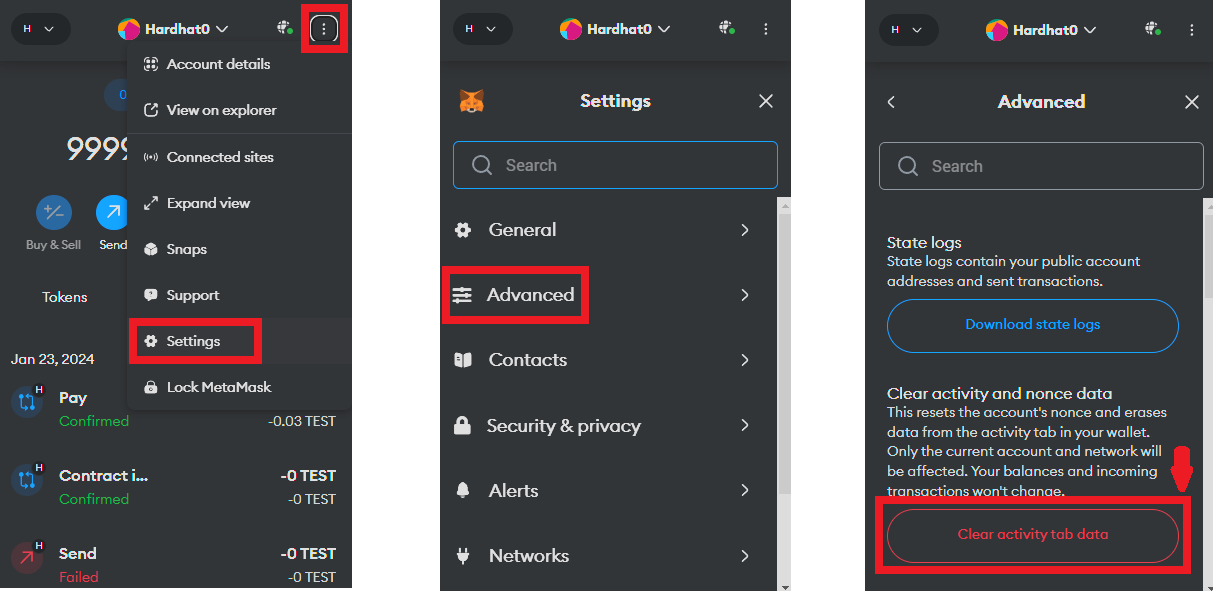 H
Hardhat0
Account details
0
View on explorer
9999
Connected sites
Expand view
Buy & Sell
Send
Snaps
Tokens
Support
Settings
Jan 23, 2024
Lock MetaMask
H
Pay
Confirmed
-0.03 TEST
H
Contract i...
-0 TEST
Confirmed
-0 TEST
H
Send
-0 TEST
Failed
-0 TEST
H
Hardhat0
Settings
Search
General
Advanced
Contacts
Security & privacy
Alerts
Networks
H
Hardhat0
Advanced
Search
State logs
State logs contain your public account
addresses and sent transactions.
Download state logs
Clear activity and nonce data
This resets the account's nonce and erases
data from the activity tab in your wallet.
Only the current account and network will
be affected. Your balances and incoming
transactions won't change.
Clear activity tab data